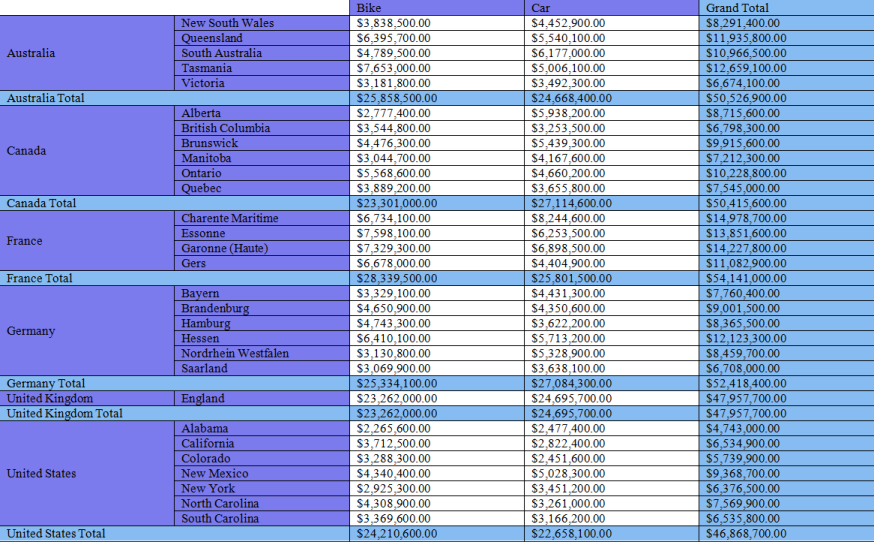 Bike Car Grand Total
Australia New South Wales $3,838,500.00 $4,452,900.00 $8,291,400.00
Queensland $6,395,700.00 $5,540,100.00 $11,935,800.00
South Australia $4,789,500.00 $6,177,000.00 $10,966,500.00
Tasmania $7,653,000.00 $5,006,100.00 $12,659,100.00
Victoria $3,181,800.00 $3,492,300.00 $6,674,100.00
Australia Total $25,858,500.00 $24,668,400.00 $50,526,900.00
Canada Alberta $2,777,400.00 $5,938,200.00 $8,715,600.00
British Columbia $3,544,800.00 $3,253,500.00 $6,798,300.00
Brunswick $4,476,300.00 $5,439,300.00 $9,915,600.00
Manitoba $3,044,700.00 $4,167,600.00 $7,212,300.00
Ontario $5,568,600.00 $4,660,200.00 $10,228,800.00
Quebec $3,889,200.00 $3,655,800.00 $7,545,000.00
Canada Total $23,301,000.00 $27,114,600.00 $50,415,600.00
France Charente Maritime $6,734,100.00 $8,244,600.00 $14,978,700.00
Essonne $7,598,100.00 $6,253,500.00 $13,851,600.00
Garonne (Haute) $7,329,300.00 $6,898,500.00 $14,227,800.00
Gers $6,678,000.00 $4,404,900.00 $11,082,900.00
France Total $28,339,500.00 $25,801,500.00 $54,141,000.00
Germany Bayern $3,329,100.00 $4,431,300.00 $7,760,400.00
Brandenburg $4,650,900.00 $4,350,600.00 $9,001,500.00
Hamburg $4,743,300.00 $3,622,200.00 $8,365,500.00
Hessen $6,410,100.00 $5,713,200.00 $12,123,300.00
Nordrhein Westfalen $3,130,800.00 $5,328,900.00 $8,459,700.00
Saarland $3,069,900.00 $3,638,100.00 $6,708,000.00
Germany Total $25,334,100.00 $27,084,300.00 $52,418,400.00
United Kingdom England $23,262,000.00 $24,695,700.00 $47,957,700.00
United Kingdom Total $23,262,000.00 $24,695,700.00 $47,957,700.00
United States Alabama $2,265,600.00 $2,477,400.00 $4,743,000.00
California $3,712,500.00 $2,822,400.00 $6,534,900.00
Colorado $3,288,300.00 $2,451,600.00 $5,739,900.00
New Mexico $4,340,400.00 $5,028,300.00 $9,368,700.00
New York $2,925,300.00 $3,451,200.00 $6,376,500.00
North Carolina $4,308,900.00 $3,261,000.00 $7,569,900.00
South Carolina $3,369,600.00 $3,166,200.00 $6,535,800.00
United States Total $24,210,600.00 $22,658,100.00 $46,868,700.00